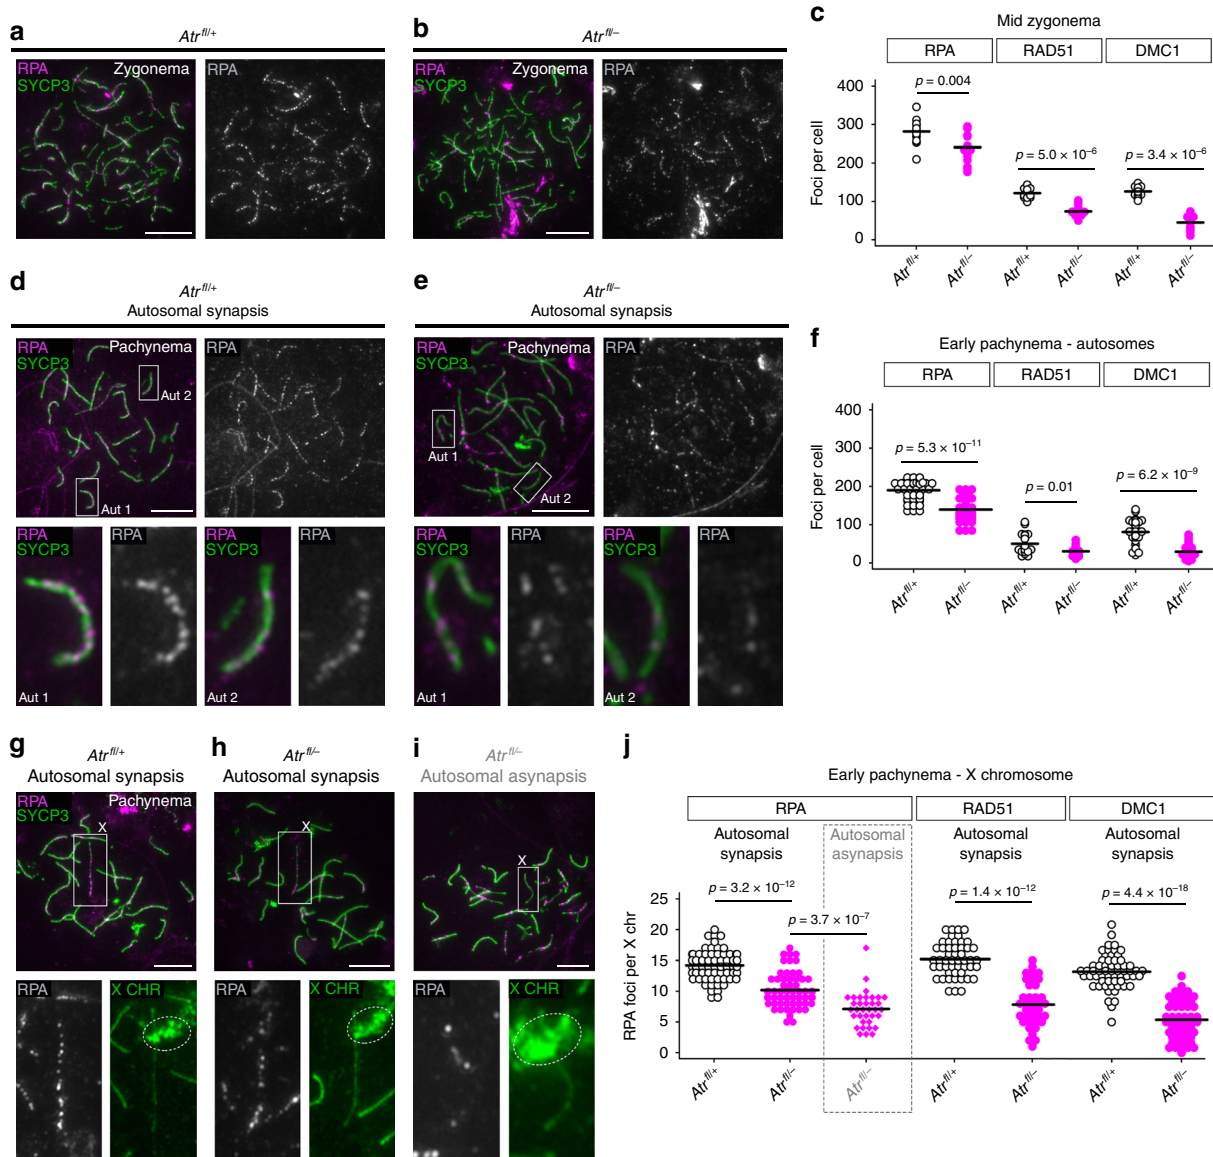 a
Atr fl/+
RPA
SYCP3
Zygonema
RPA
b
Atr fl/–
RPA
SYCP3
Zygonema
RPA
c
Mid zygonema
RPA
RAD51
DMC1
Foci per cell
400
300
200
100
0
p = 0.004
p = 5.0 × 10–6
p = 3.4 × 10–6
Atr fl/+
Atr fl/–
Atr fl/+
Atr fl/–
Atr fl/+
Atr fl/–
d
Atr fl/+
Autosomal synapsis
RPA
SYCP3
Pachynema
Aut 2
Aut 1
RPA
RPA
SYCP3
Aut 1
RPA
RPA
SYCP3
Aut 2
RPA
e
Atr fl/–
Autosomal synapsis
RPA
SYCP3
Pachynema
Aut 1
Aut 2
RPA
RPA
SYCP3
Aut 1
RPA
RPA
SYCP3
Aut 2
RPA
f
Early pachynema - autosomes
RPA
RAD51
DMC1
Foci per cell
400
300
200
100
0
p = 5.3 × 10–11
p = 0.01
p = 6.2 × 10–9
Atr fl/+
Atr fl/–
Atr fl/+
Atr fl/–
Atr fl/+
Atr fl/–
g
Atr fl/+
Autosomal synapsis
RPA
SYCP3
Pachynema
X
RPA
X CHR
h
Atr fl/–
Autosomal synapsis
X
RPA
X CHR
i
Atr fl/–
Autosomal asynapsis
X
RPA
X CHR
j
Early pachynema - X chromosome
RPA
RAD51
DMC1
Autosomal synapsis
Autosomal asynapsis
Autosomal synapsis
Autosomal synapsis
RPA foci per X chr
25
20
15
10
5
0
p = 3.2 × 10–12
p = 3.7 × 10–7
p = 1.4 × 10–12
p = 4.4 × 10–18
Atr fl/+
Atr fl/–
Atr fl/–
Atr fl/+
Atr fl/–
Atr fl/+
Atr fl/–